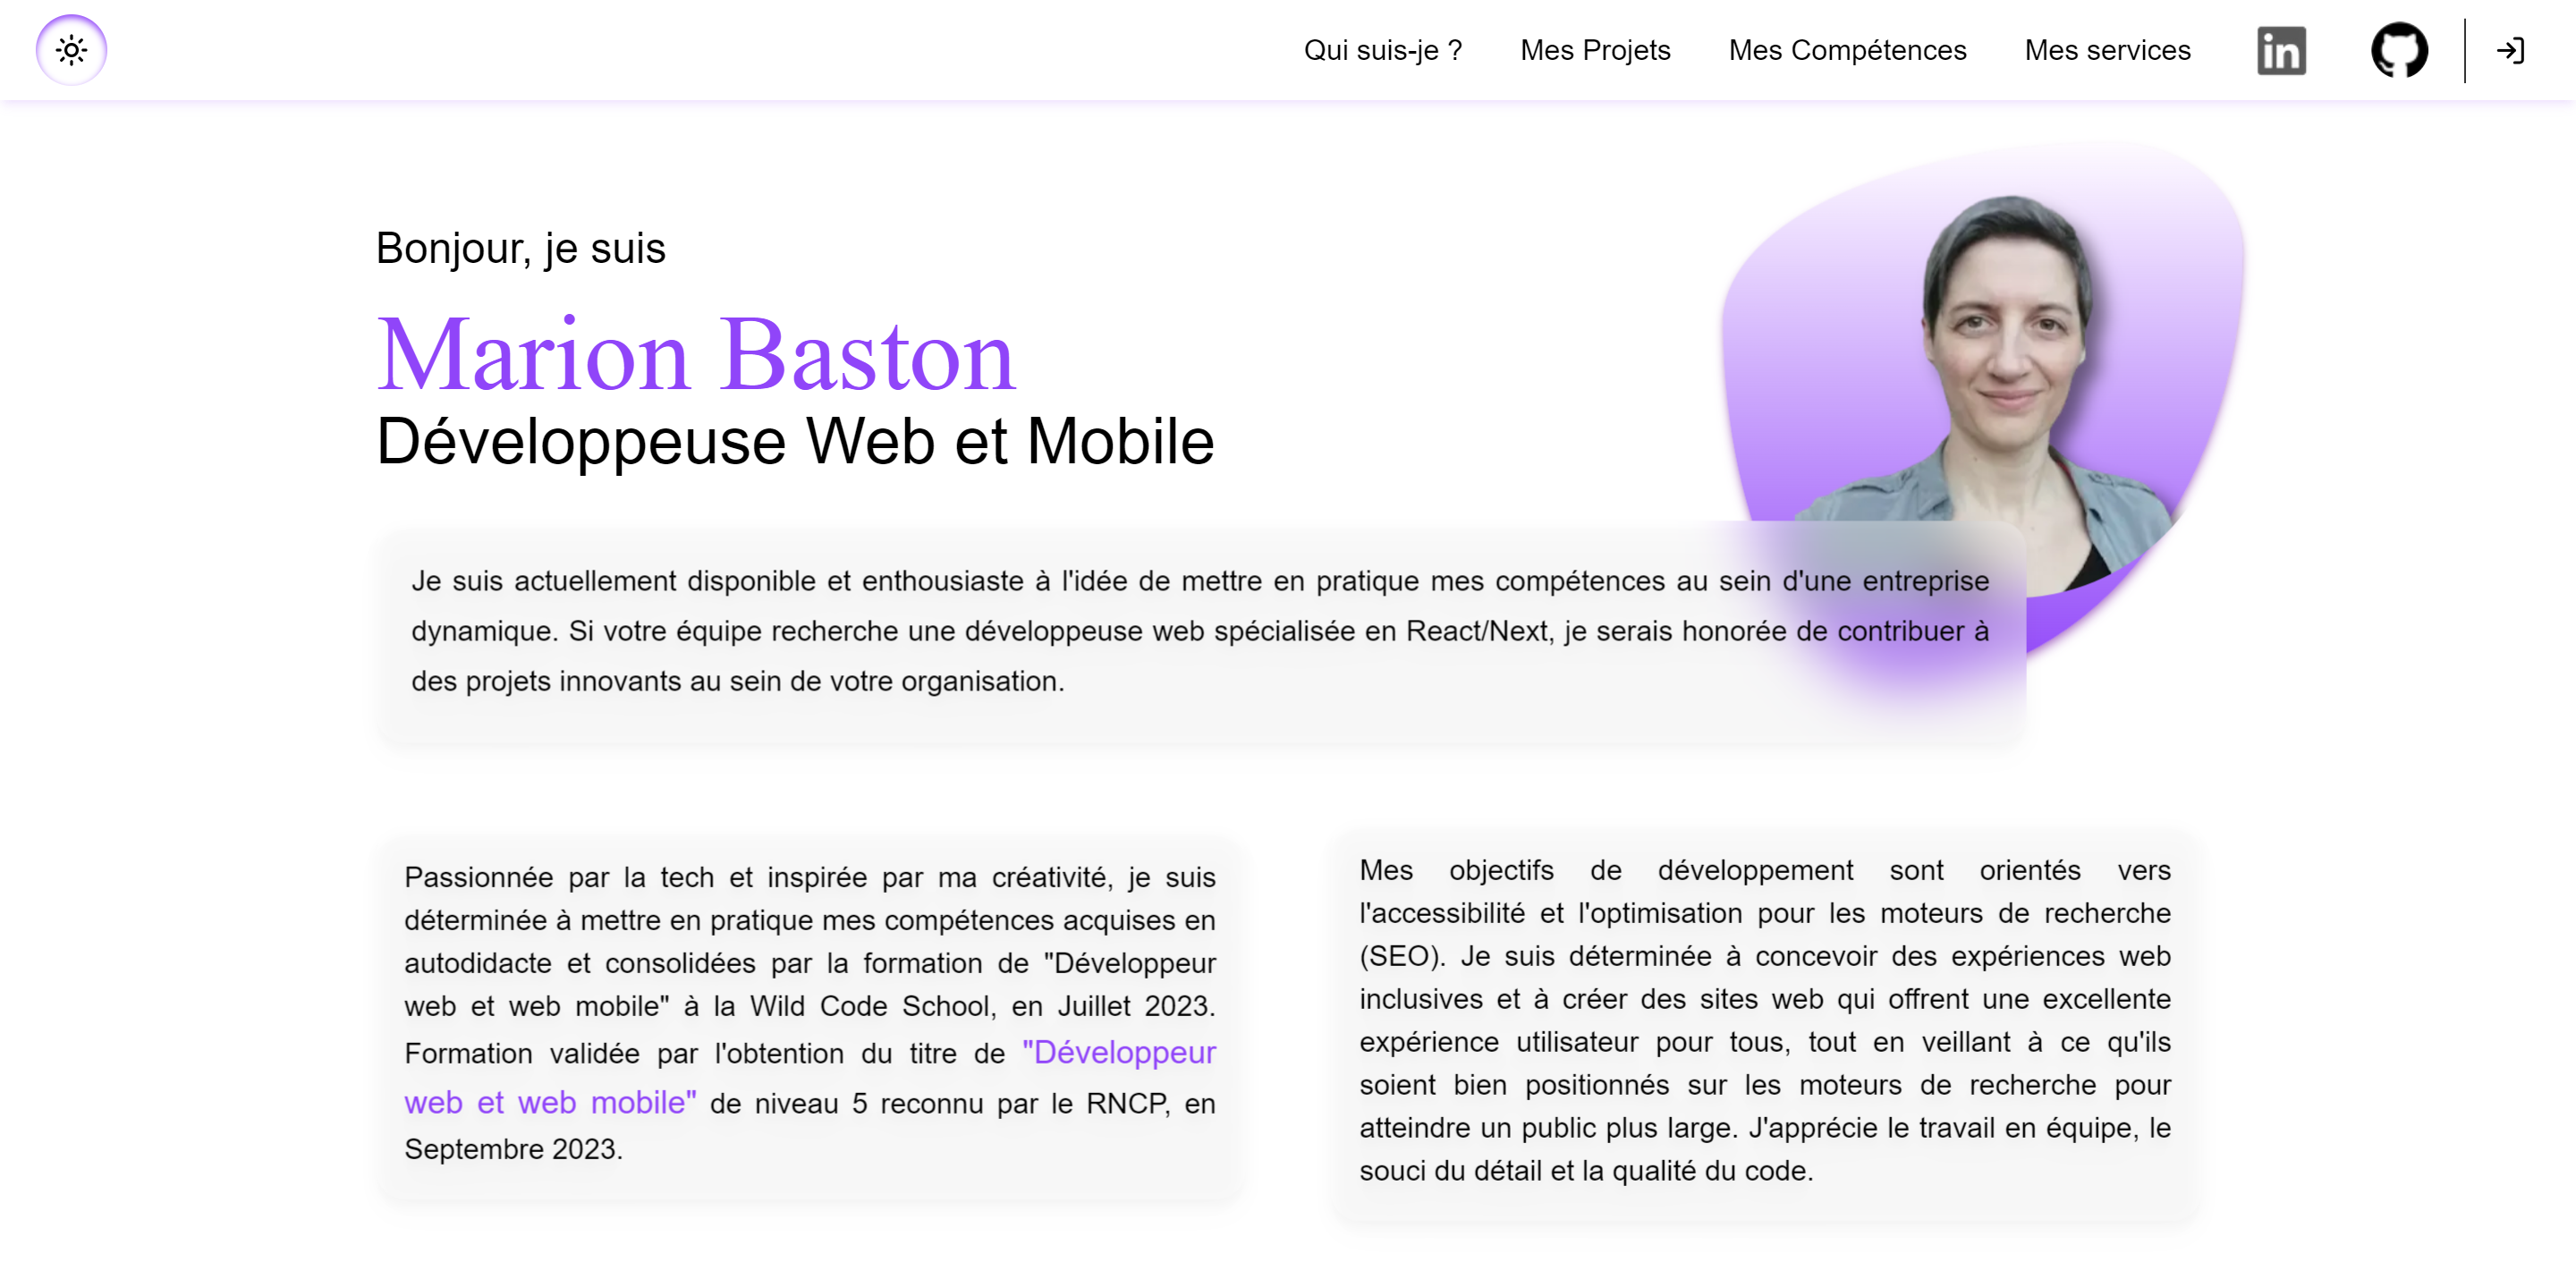 Qui suis-je ? Mes Projets Mes Compétences Mes services in
Bonjour, je suis
Marion Baston
Développeuse Web et Mobile
Je suis actuellement disponible et enthousiaste à l'idée de mettre en pratique mes compétences au sein d'une entreprise
dynamique. Si votre équipe recherche une développeuse web spécialisée en React/Next, je serais honorée de contribuer à
des projets innovants au sein de votre organisation.
Passionnée par la tech et inspirée par ma créativité, je suis
déterminée à mettre en pratique mes compétences acquises en
autodidacte et consolidées par la formation de "Développeur
web et web mobile" à la Wild Code School, en Juillet 2023.
Formation validée par l'obtention du titre de "Développeur
web et web mobile" de niveau 5 reconnu par le RNCP, en
Septembre 2023.
Mes objectifs de développement sont orientés vers
l'accessibilité et l'optimisation pour les moteurs de recherche
(SEO). Je suis déterminée à concevoir des expériences web
inclusives et à créer des sites web qui offrent une excellente
expérience utilisateur pour tous, tout en veillant à ce qu'ils
soient bien positionnés sur les moteurs de recherche pour
atteindre un public plus large. J'apprécie le travail en équipe, le
souci du détail et la qualité du code.